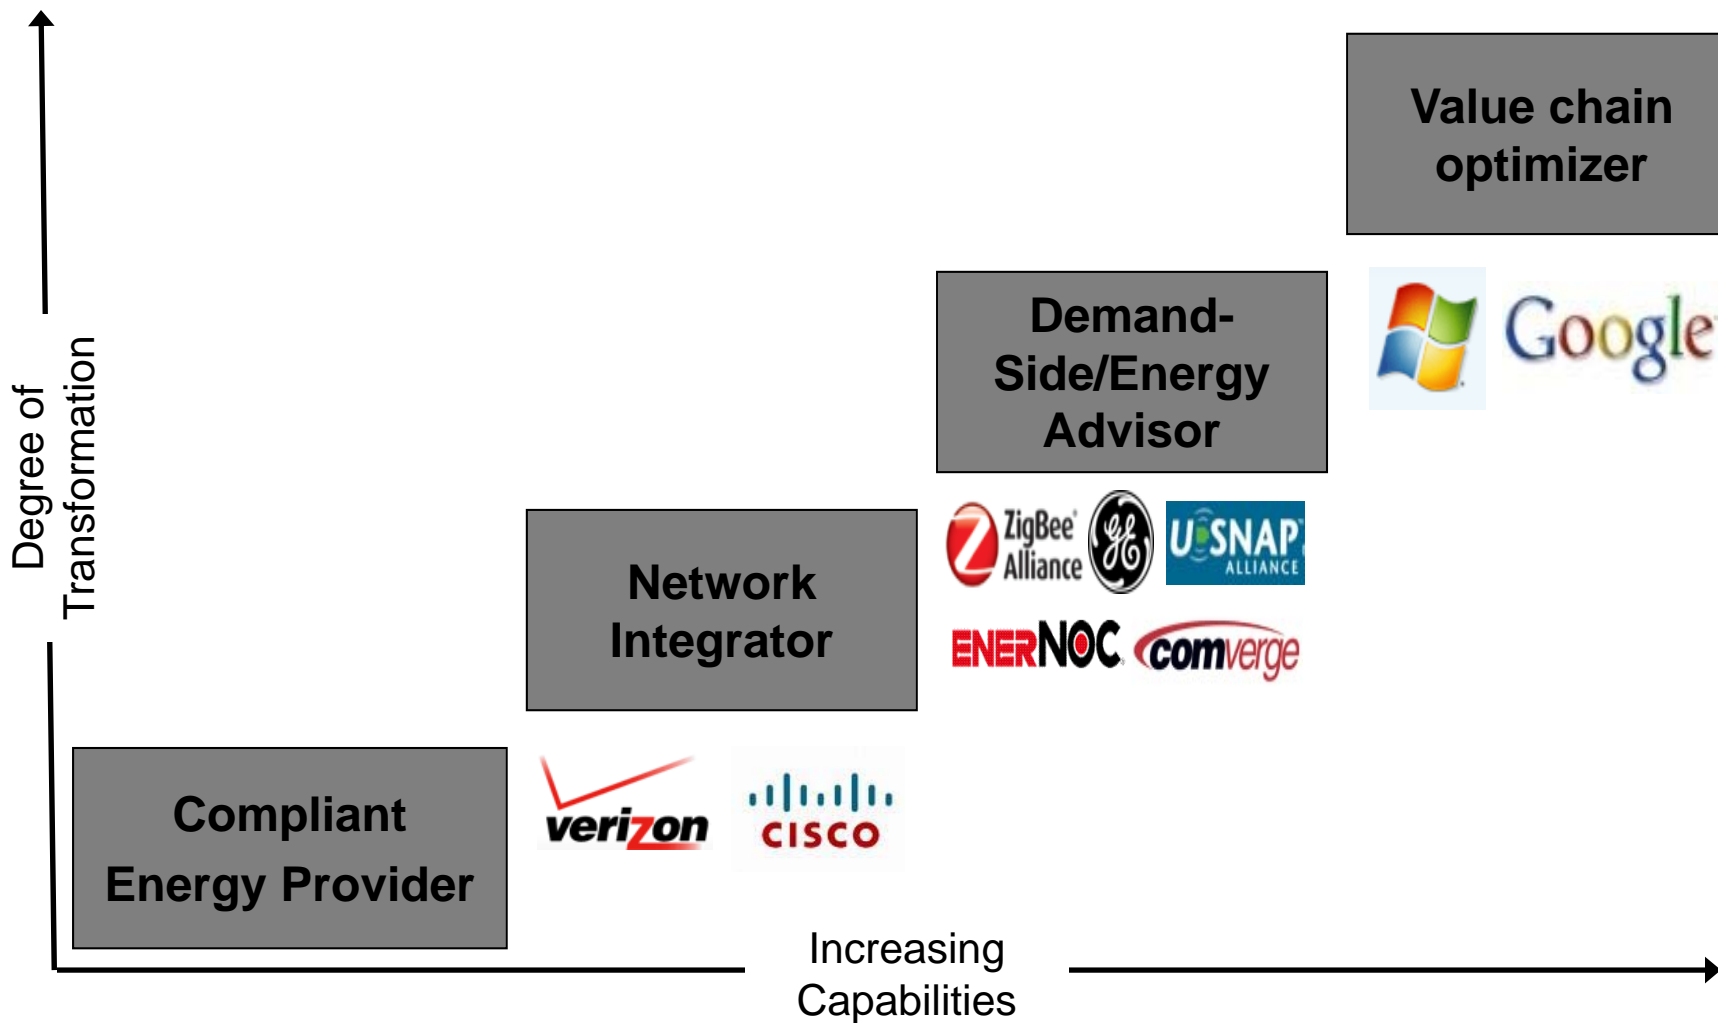 Value chain
optimizer
Google
Demand-
Side/Energy
Advisor
ZigBee
Alliance
GE
U SNAP
ALLIANCE
ENERNOC
comverge
Network
Integrator
verizon
CISCO
Compliant
Energy Provider
Degree of
Transformation
Increasing
Capabilities